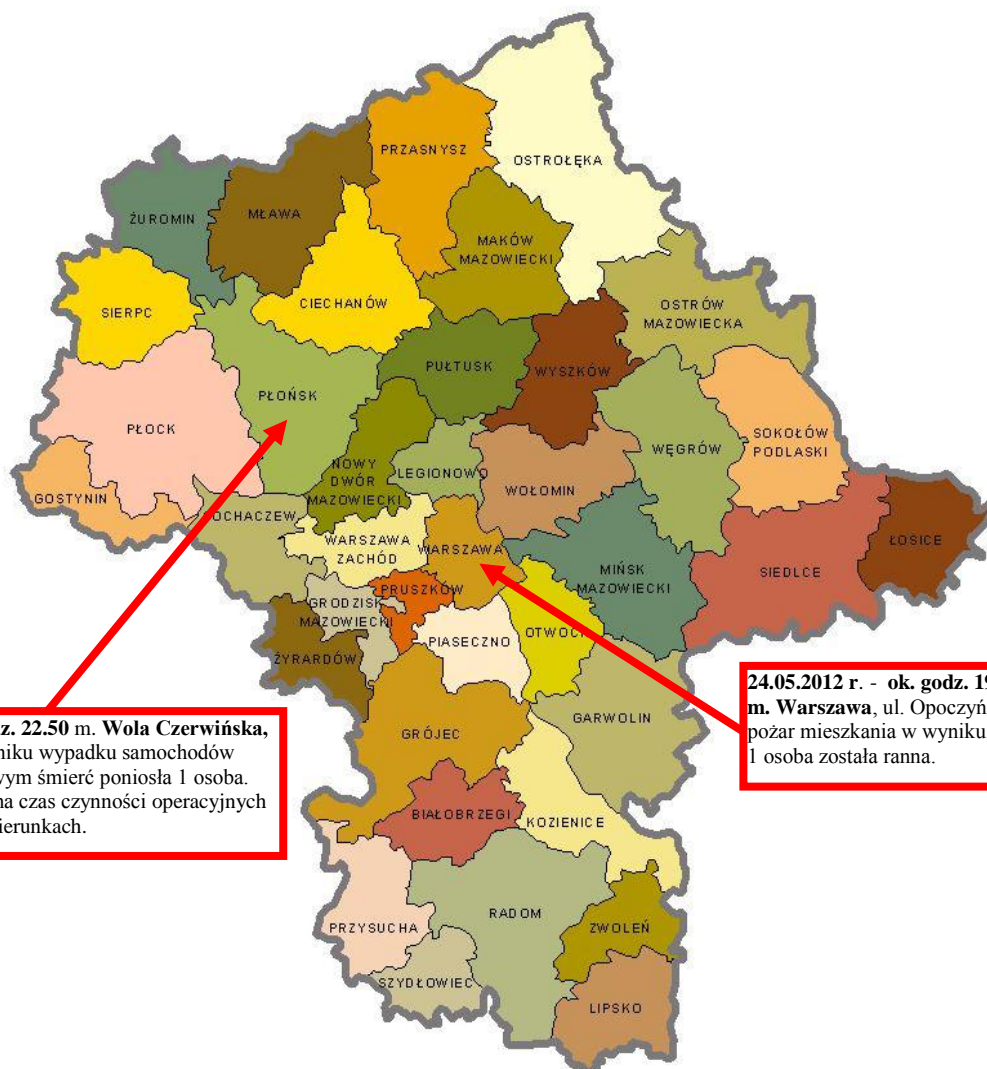 PRZASNYSZ
OSTROŁĘKA
ŻUROMIN
MŁAWA
MAKÓW
MAZOWIECKI
CIECHANÓW
SIERPC
OSTRÓW
MAZOWIECKA
PUŁTUSK
WYSZKÓW
PŁOŃSK
PŁOCK
WĘGRÓW
SOKOŁÓW
PODLASKI
NOWY
DWÓR
MAZOWIECKI
LEGIONOWO
WOŁOMIN
GOSTYNIN
OCHACZEW
WARSZAWA
ZACHÓD
WARSZAWA
MIŃSK
MAZOWIECKI
SIEDLCE
ŁOSICE
PRUSZKÓW
GRODZISK
MAZOWIECKI
PIASECZNO
OTWOCK
ŻYRARDÓW
GARWOLIN
GRÓJEC
24.05.2012 r. - ok. godz. 19
m. Warszawa, ul. Opoczyń
pożar mieszkania w wyniku
1 osoba została ranna.
z. 22.50 m. Wola Czerwińska,
niku wypadku samochodów
wym śmierć poniosła 1 osoba.
na czas czynności operacyjnych
ierunkach.
BIAŁOBRZEGI
KOZIENICE
RADOM
PRZYSUCHA
ZWOLEŃ
SZYDŁOWIEC
LIPSKO